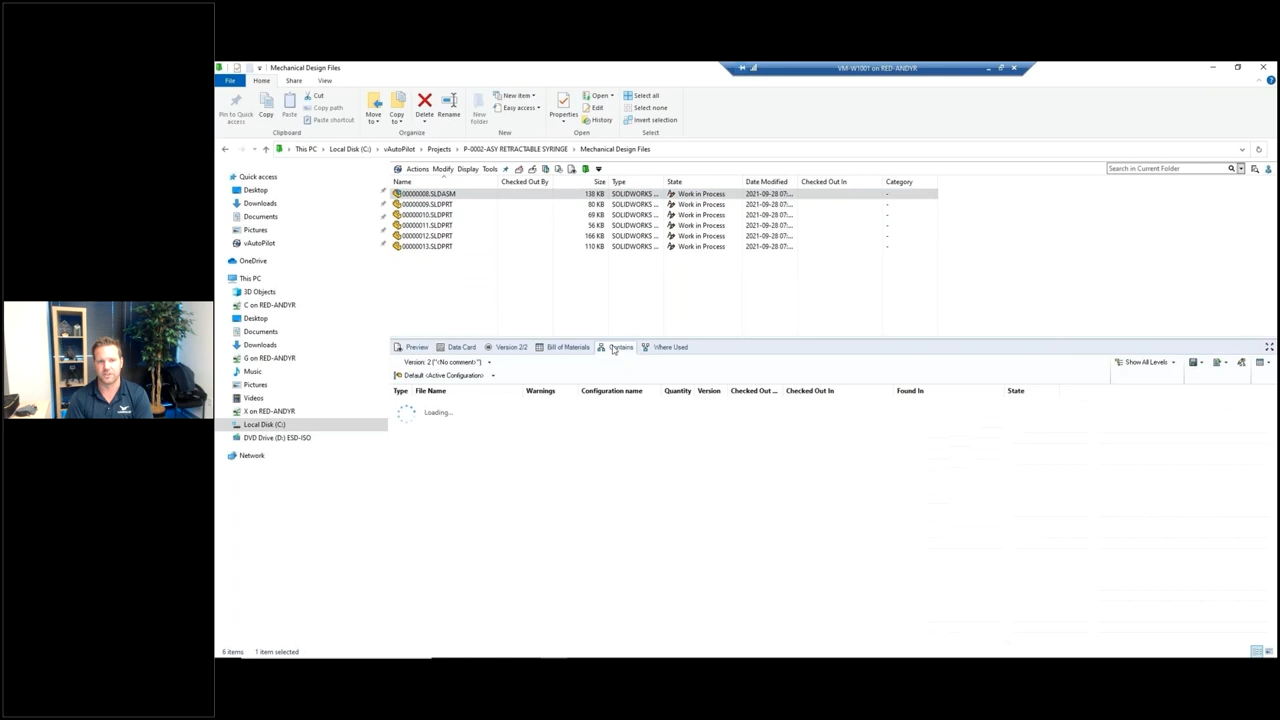 Mechanical Design Files
VM-W1001 on RED-ANDYR
File Home Share View
Pin to Quick access
Copy
Paste
Cut
Copy path
Paste shortcut
Clipboard
Move to
Copy to
Delete
Rename
Organize
New folder
New item
Easy access
New
Properties
Open
Edit
History
Open
Select all
Select none
Invert selection
Select
This PC > Local Disk (C:) > vAutoPilot > Projects > P-0002-ASY RETRACTABLE SYRINGE > Mechanical Design Files
Actions Modify Display Tools
Search in Current Folder
Name Checked Out By Size Type State Date Modified Checked Out In Category
00000008.SLDASM 138 KB SOLIDWORKS ... Work in Process 2021-09-28 07:... -
00000009.SLDPRT 80 KB SOLIDWORKS ... Work in Process 2021-09-28 07:... -
00000010.SLDPRT 69 KB SOLIDWORKS ... Work in Process 2021-09-28 07:... -
00000011.SLDPRT 56 KB SOLIDWORKS ... Work in Process 2021-09-28 07:... -
00000012.SLDPRT 166 KB SOLIDWORKS ... Work in Process 2021-09-28 07:... -
00000013.SLDPRT 110 KB SOLIDWORKS ... Work in Process 2021-09-28 07:... -
Quick access
Desktop
Downloads
Documents
Pictures
vAutoPilot
OneDrive
This PC
3D Objects
C on RED-ANDYR
Desktop
Documents
Downloads
G on RED-ANDYR
Music
Pictures
Videos
X on RED-ANDYR
Local Disk (C:)
DVD Drive (D:) ESD-ISO
Network
Preview Data Card Version 2/2 Bill of Materials Contains Where Used
Version: 2 ("<No comment>")
Show All Levels
Default <Active Configuration>
Type File Name Warnings Configuration name Quantity Version Checked Out ... Checked Out In Found In State
Loading...
6 items 1 item selected